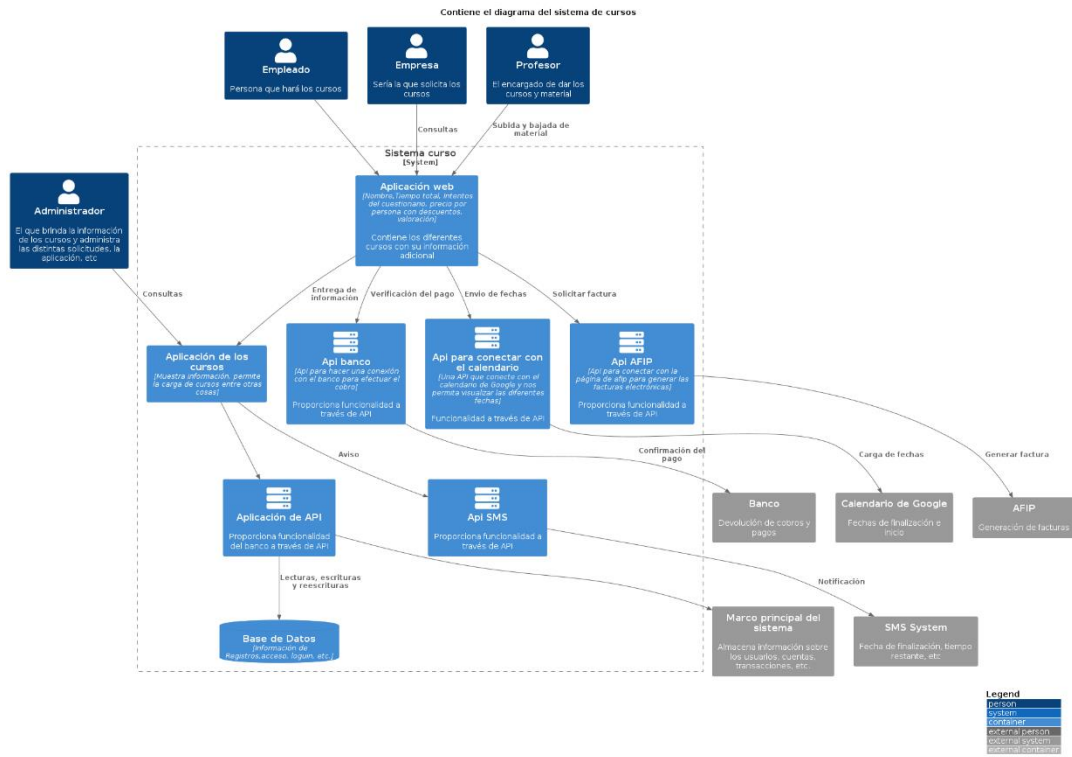 Contiene el diagrama del sistema de cursos
Empleado
Persona que hará los cursos
Empresa
Sería la que solicita los
cursos
Profesor
El encargado de dar los
cursos y material
Consultas
Subida y bajada de
material
Sistema curso
[System]
Administrador
El que brinda la información
de los cursos y administra
las distintas solicitudes, la
aplicación, etc
Aplicación web
[Nombre,Tiempo total, intentos
del cuestionario, precio por
persona con descuentos,
valoración]
Contiene los diferentes
cursos con su información
adicional
Consultas
Entrega de
información
Verificación del pago
Envio de fechas
Solicitar factura
Aplicación de los
cursos
[Muestra información, permite
la carga de cursos entre otras
cosas]
Api banco
[Api para hacer una conexión
con el banco para efectuar el
cobro]
Proporciona funcionalidad a
través de API
Api para conectar con
el calendario
[Una API que conecte con el
calendario de Google y nos
permita visualizar las diferentes
fechas]
Funcionalidad a través de API
Api AFIP
[Api para conectar con la
página de afip para generar las
facturas electrónicas]
Proporciona funcionalidad a
través de API
Aviso
Confirmación del
pago
Carga de fechas
Generar factura
Aplicación de API
Proporciona funcionalidad
del banco a través de API
Api SMS
Proporciona funcionalidad a
través de API
Banco
Devolución de cobros y
pagos
Calendario de Google
Fechas de finalización e
inicio
AFIP
Generación de facturas
Lecturas, escrituras
y reescrituras
Notificación
Base de Datos
[Información de
Registros,acceso, loguin, etc.]
Marco principal del
sistema
Almacena información sobre
los usuarios, cuentas,
transacciones, etc.
SMS System
Fecha de finalización, tiempo
restante, etc
Legend
person
system
container
external person
external system
external container